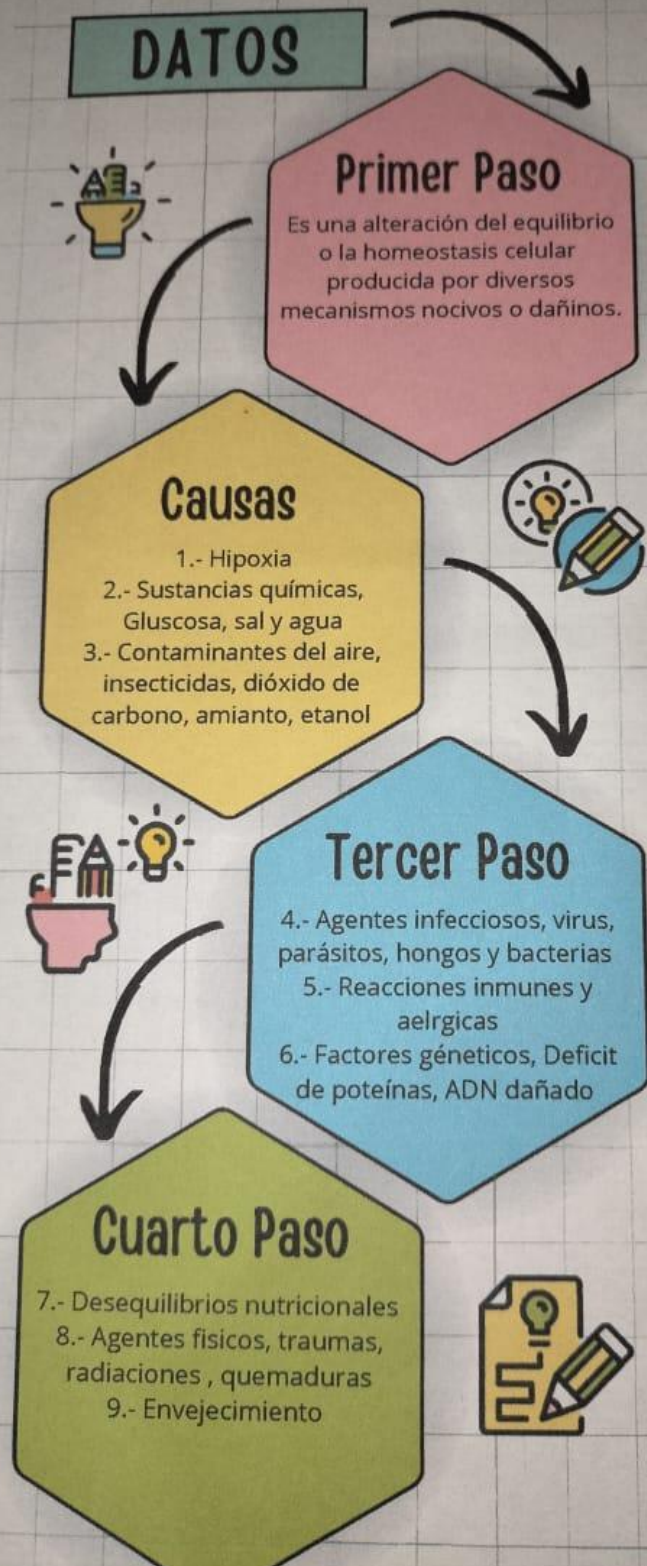 DATOS
Primer Paso
Es una alteración del equilibrio
o la homeostasis celular
producida por diversos
mecanismos nocivos o dañinos.
Causas
1.- Hipoxia
2.- Sustancias químicas,
Gluscosa, sal y agua
3.- Contaminantes del aire,
insecticidas, dióxido de
carbono, amianto, etanol
Tercer Paso
4.- Agentes infecciosos, virus,
parásitos, hongos y bacterias
5.- Reacciones inmunes y
aelrgicas
6.- Factores géneticos, Deficit
de poteínas, ADN dañado
Cuarto Paso
7.- Desequilibrios nutricionales
8.- Agentes fisicos, traumas,
radiaciones , quemaduras
9.- Envejecimiento